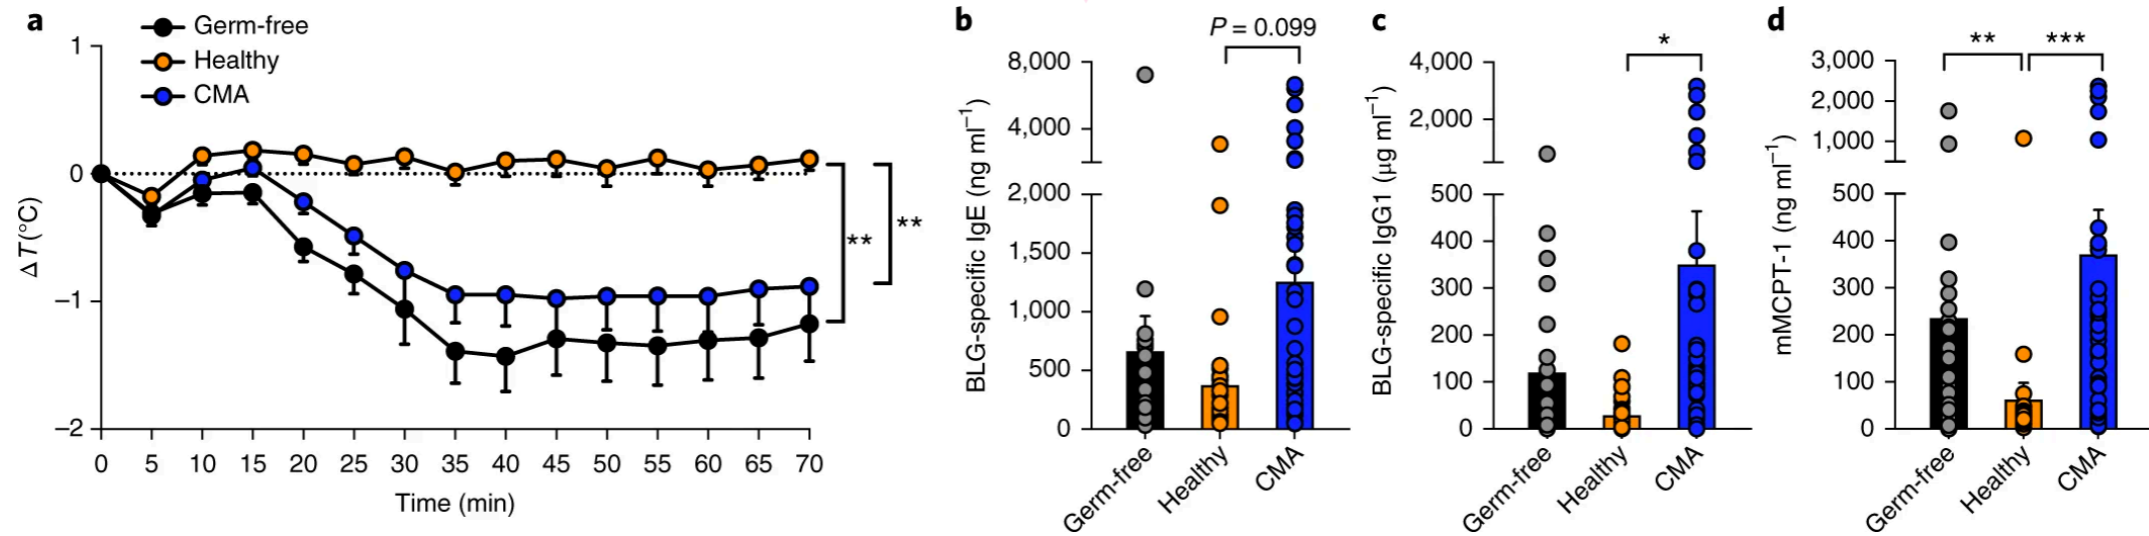 a
Germ-free
Healthy
CMA
1
0
−1
−2
Δ T(°C)
0 5 10 15 20 25 30 35 40 45 50 55 60 65 70
Time (min)
**
**
b
P = 0.099
8,000
4,000
2,000
1,500
1,000
500
0
BLG-specific IgE (ng ml⁻¹)
Germ-free
Healthy
CMA
c
*
4,000
2,000
500
400
300
200
100
0
BLG-specific IgG1 (μg ml⁻¹)
Germ-free
Healthy
CMA
d
** ***
3,000
2,000
1,000
500
400
300
200
100
0
mMCPT-1 (ng ml⁻¹)
Germ-free
Healthy
CMA